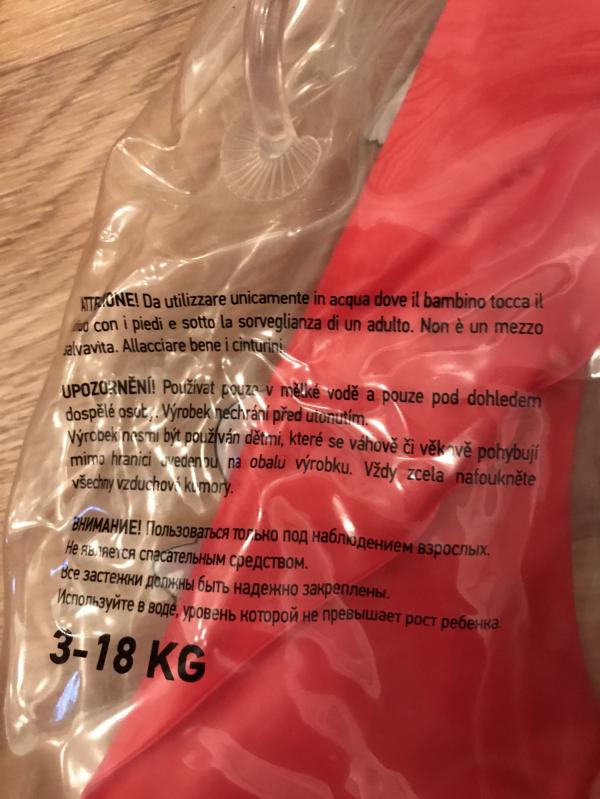 ATTENZIONE! Da utilizzare unicamente in acqua dove il bambino tocca il
con i piedi e sotto la sorveglianza di un adulto. Non è un mezzo
salvavita. Allacciare bene i cinturini
UPOZORNĚNÍ! Používat pouze v mělké vodě a pouze pod dohledem
dospělé osoby. Výrobek nechrání před utonutím.
Výrobek nesmí být používán dětmi, které se váhově či věkově pohybují
mimo hranici uvedenou na obalu výrobku. Vždy zcela nafoukněte
všechny vzduchové komory.
ВНИМАНИЕ! Пользоваться только под наблюдением взрослых.
Не является спасательным средством.
Все застежки должны быть надежно закреплены.
Используйте в воде, уровень которой не превышает рост ребенка
3-18 KG